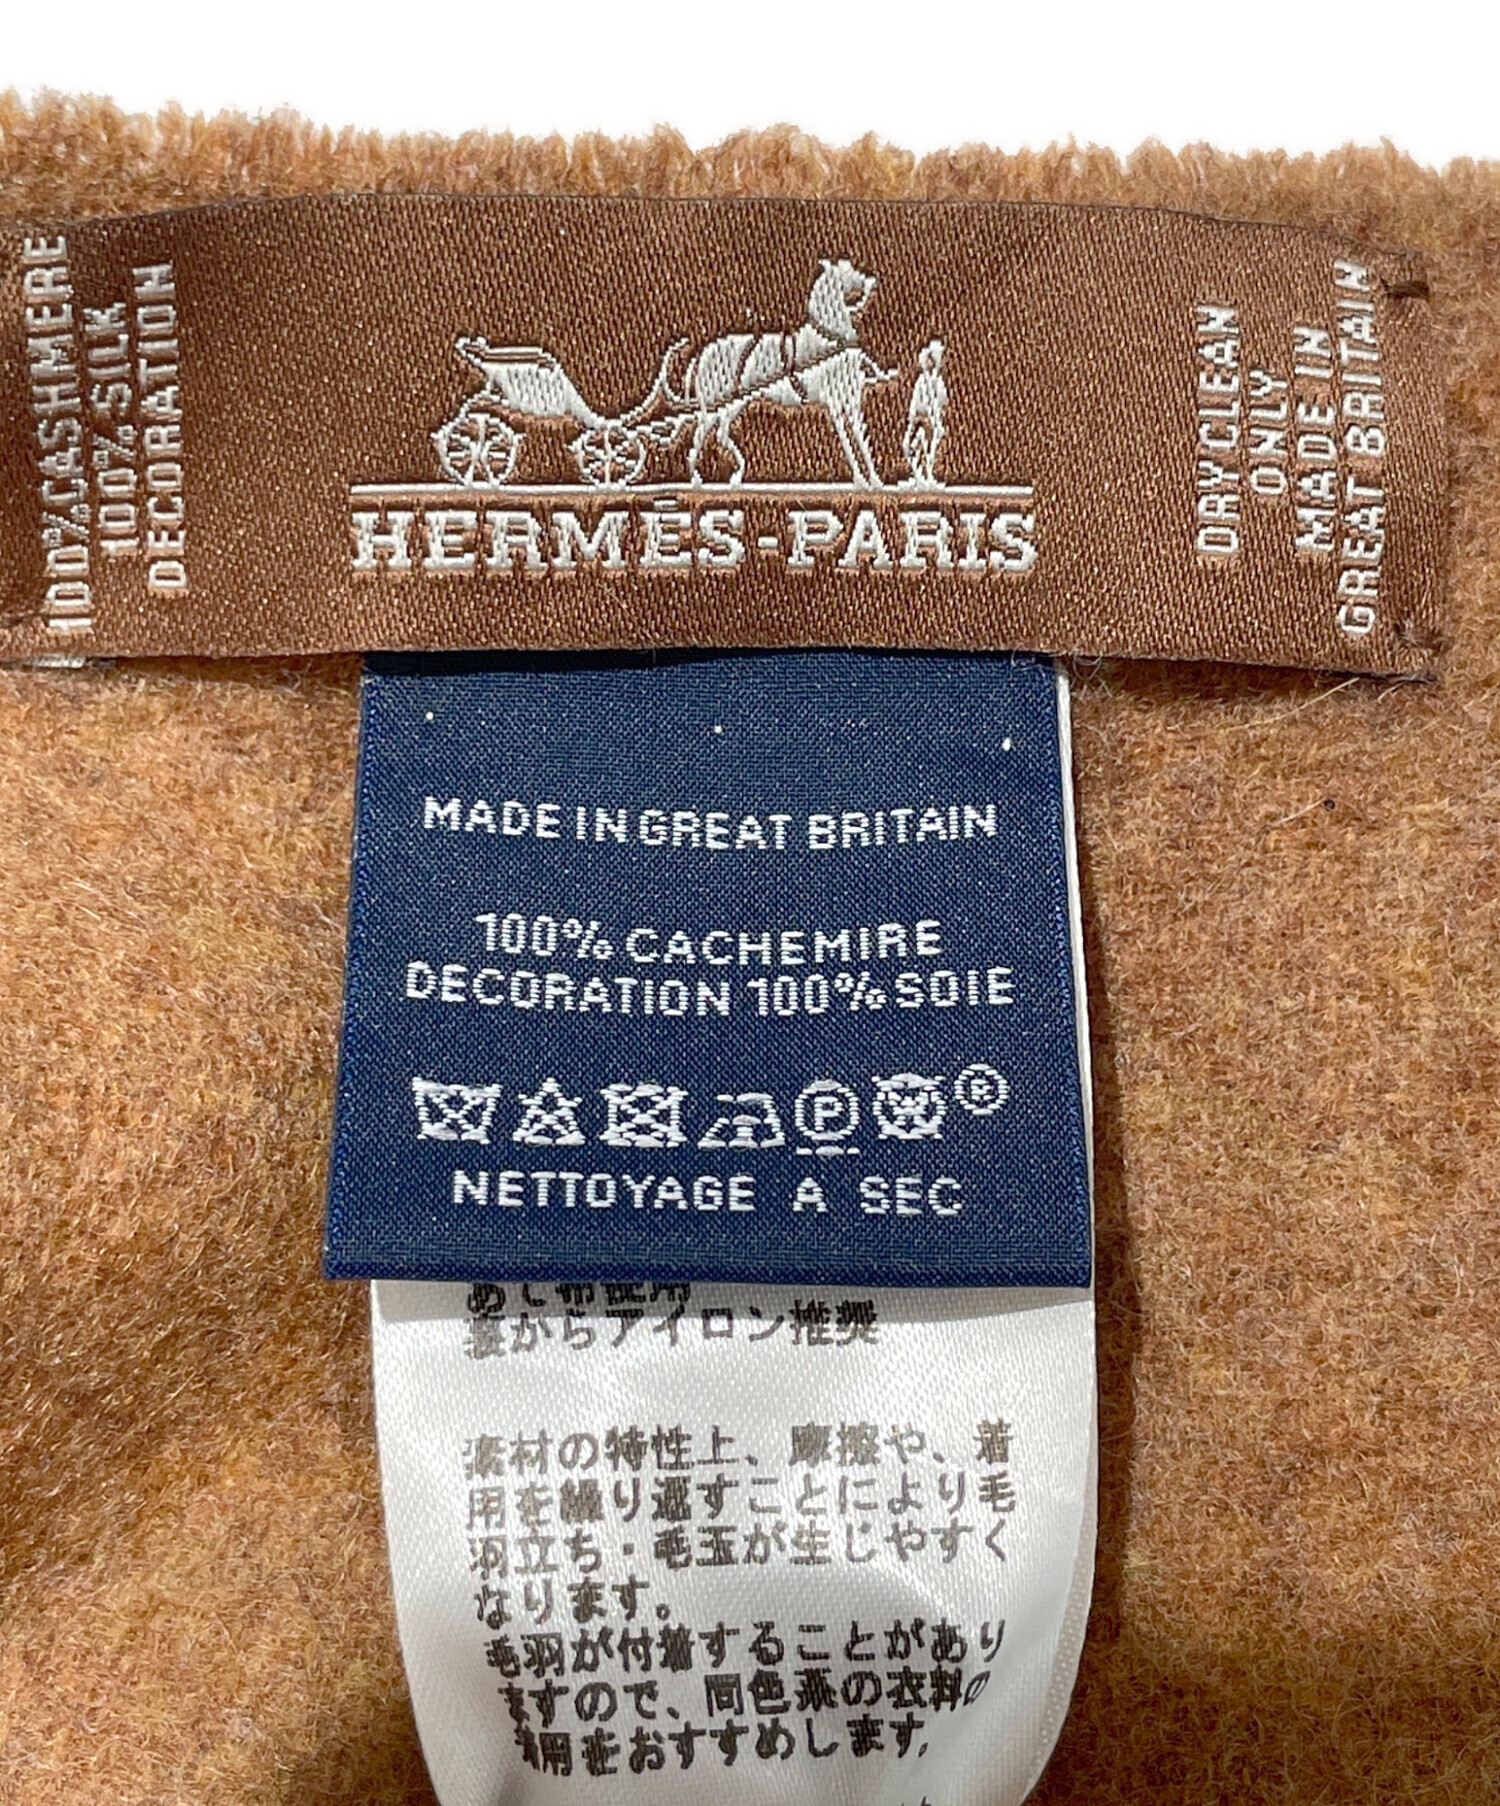 100% CASHMERE
100% SILK
DECORATION
HERMÈS-PARIS
DRY CLEAN
ONLY
MADE IN
GREAT BRITAIN
MADE IN GREAT BRITAIN
100% CACHEMIRE
DECORATION 100% SOIE
P
®
NETTOYAGE A SEC
あて布使用
裏からアイロン推奨
素材の特性上、摩擦や、着
用を繰り返すことにより毛
羽立ち・毛玉が生じやすく
なります。
毛羽が付着することがあり
ますので、同色系の衣料の
着用をおすすめします。